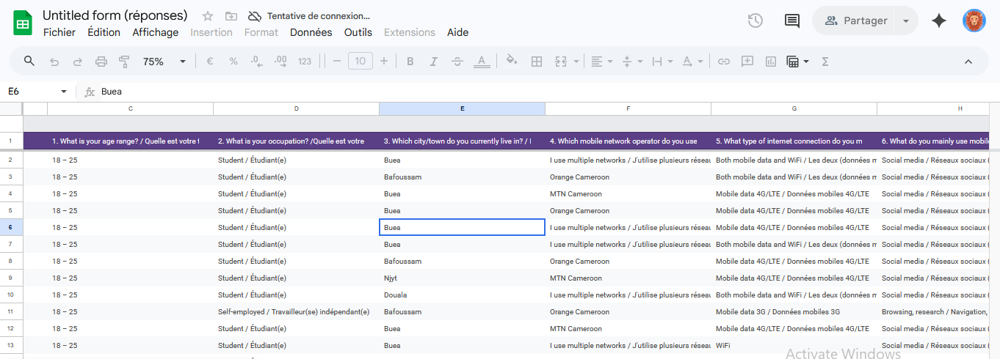 Untitled form (réponses) Tentative de connexion...
Fichier Édition Affichage Insertion Format Données Outils Extensions Aide
Partager
75% € % .0 .00 123 10 B I A Σ
E6 Buea
C D E F G H
1 1. What is your age range? / Quelle est votre 2. What is your occupation? /Quelle est votre 3. Which city/town do you currently live in? / 4. Which mobile network operator do you use 5. What type of internet connection do you m 6. What do you mainly use mobile
2 18 – 25 Student / Étudiant(e) Buea I use multiple networks / J'utilise plusieurs réseau Both mobile data and WiFi / Les deux (données m Social media / Réseaux sociaux (
3 18 – 25 Student / Étudiant(e) Bafoussam Orange Cameroon Both mobile data and WiFi / Les deux (données m Social media / Réseaux sociaux (
4 18 – 25 Student / Étudiant(e) Buea MTN Cameroon Mobile data 4G/LTE / Données mobiles 4G/LTE Social media / Réseaux sociaux (
5 18 – 25 Student / Étudiant(e) Buea Orange Cameroon Mobile data 4G/LTE / Données mobiles 4G/LTE Social media / Réseaux sociaux (
6 18 – 25 Student / Étudiant(e) Buea I use multiple networks / J'utilise plusieurs réseau Mobile data 4G/LTE / Données mobiles 4G/LTE Social media / Réseaux sociaux (
7 18 – 25 Student / Étudiant(e) Buea I use multiple networks / J'utilise plusieurs réseau Both mobile data and WiFi / Les deux (données m Social media / Réseaux sociaux (
8 18 – 25 Student / Étudiant(e) Bafoussam Orange Cameroon Mobile data 4G/LTE / Données mobiles 4G/LTE Social media / Réseaux sociaux (
9 18 – 25 Student / Étudiant(e) Njyt MTN Cameroon Mobile data 4G/LTE / Données mobiles 4G/LTE Social media / Réseaux sociaux (
10 18 – 25 Student / Étudiant(e) Douala I use multiple networks / J'utilise plusieurs réseau Both mobile data and WiFi / Les deux (données m Social media / Réseaux sociaux (
11 18 – 25 Self-employed / Travailleur(se) indépendant(e) Bafoussam Orange Cameroon Mobile data 3G / Données mobiles 3G Browsing, research / Navigation,
12 18 – 25 Student / Étudiant(e) Buea MTN Cameroon Mobile data 4G/LTE / Données mobiles 4G/LTE Social media / Réseaux sociaux (
13 18 – 25 Student / Étudiant(e) Buea I use multiple networks / J'utilise plusieurs réseau WiFi Social media / Réseaux sociaux (
Activate Windows